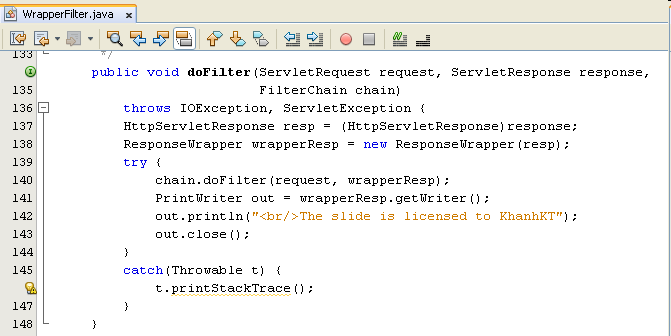 WrapperFilter.java x
133 */
public void doFilter(ServletRequest request, ServletResponse response,
135 FilterChain chain)
136 throws IOException, ServletException {
137 HttpServletResponse resp = (HttpServletResponse)response;
138 ResponseWrapper wrapperResp = new ResponseWrapper(resp);
139 try {
140 chain.doFilter(request, wrapperResp);
141 PrintWriter out = wrapperResp.getWriter();
142 out.println("<br/>The slide is licensed to KhanhKT");
143 out.close();
144 }
145 catch(Throwable t) {
t.printStackTrace();
147 }
148 }